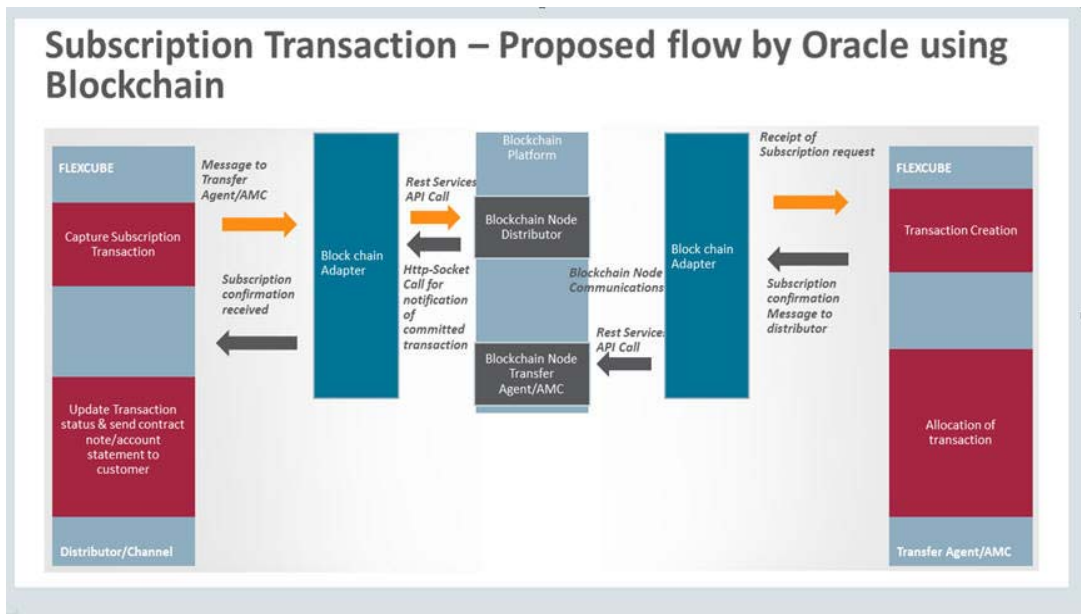 Subscription Transaction – Proposed flow by Oracle using
Blockchain
FLEXCUBE
Capture Subscription
Transaction
Update Transaction
status & send contract
note/account
statement to
customer
Distributor/Channel
Message to
Transfer
Agent/AMC
Subscription
confirmation
received
Block chain
Adapter
Rest Services
API Call
Http-Socket
Call for
notification
of
committed
transaction
Blockchain
Platform
Blockchain Node
Distributor
Blockchain Node
Communications
Rest Services
API Call
Blockchain Node
Transfer
Agent/AMC
Block chain
Adapter
Receipt of
Subscription request
Subscription
confirmation
Message to
distributor
FLEXCUBE
Transaction Creation
Allocation of
transaction
Transfer Agent/AMC